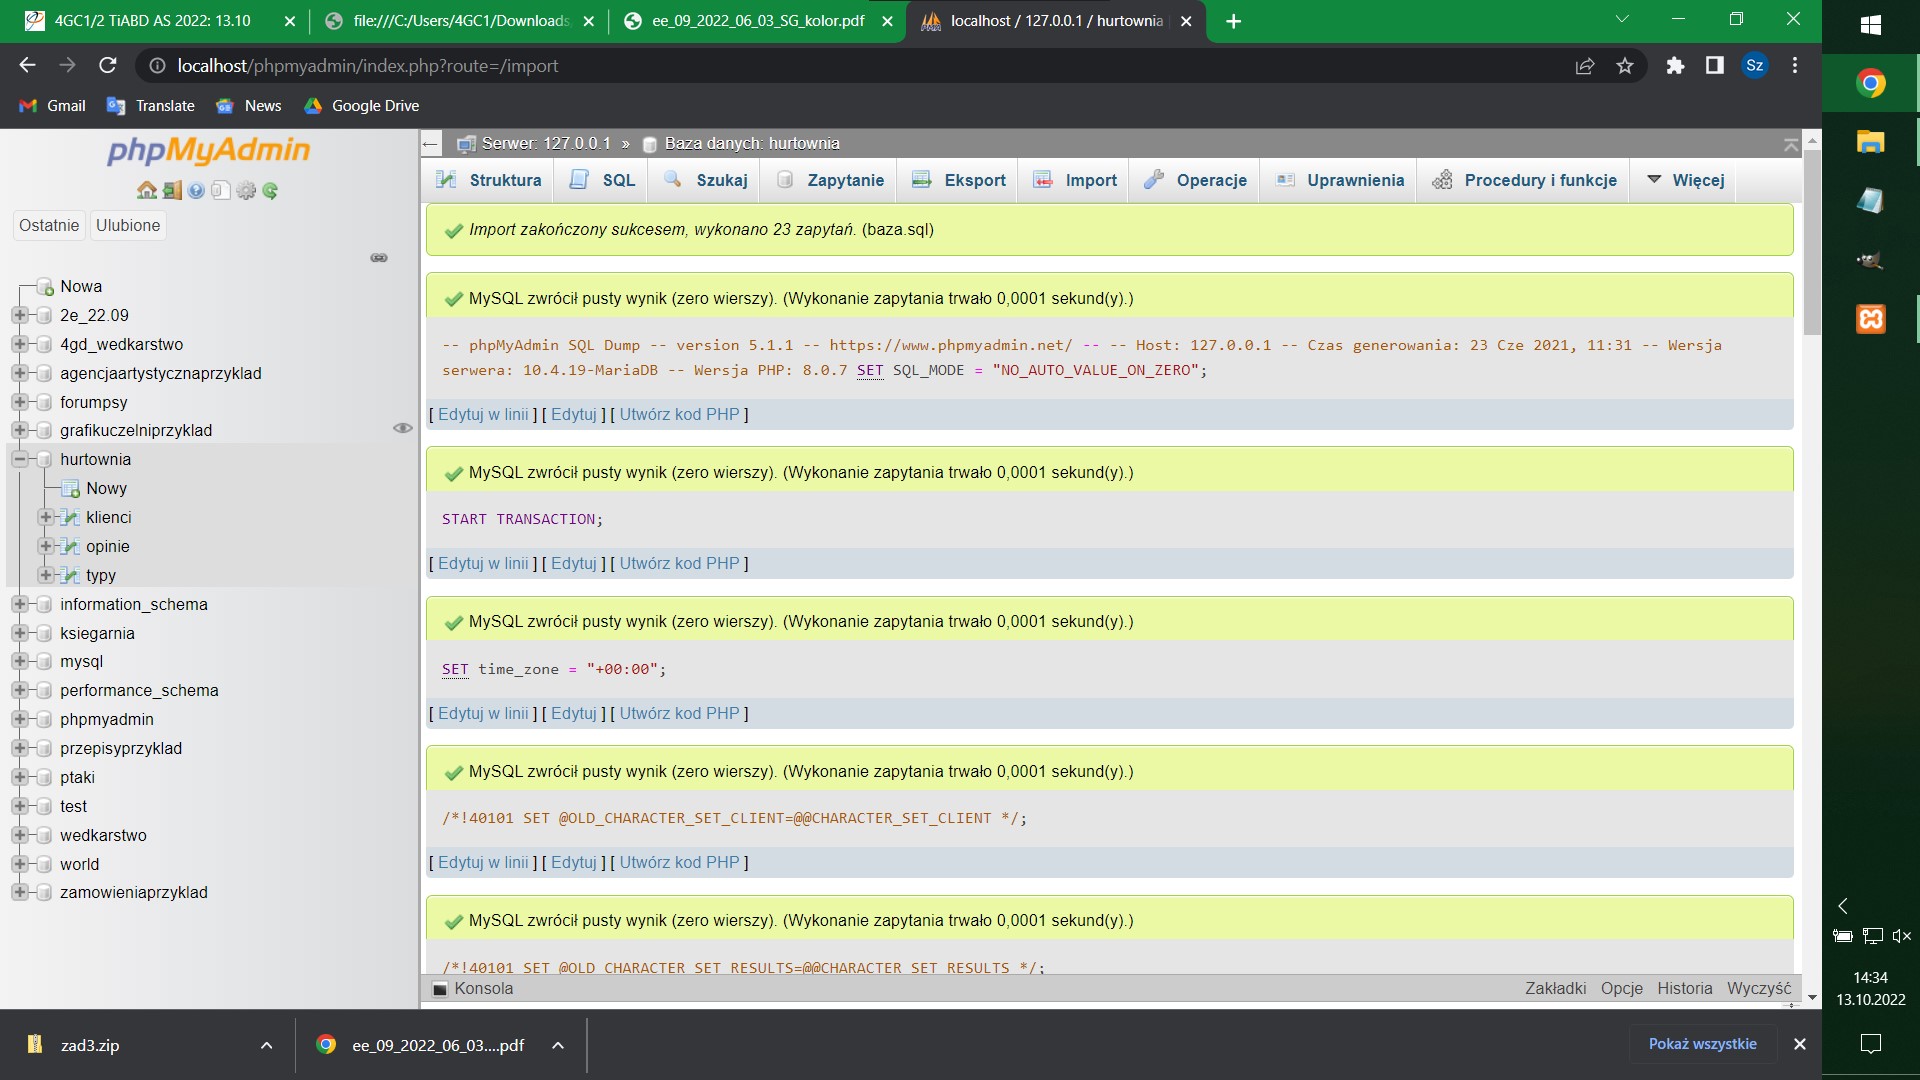 4GC1/2 TiABD AS 2022: 13.10
file:///C:/Users/4GC1/Downloads
ee_09_2022_06_03_SG_kolor.pdf
localhost / 127.0.0.1 / hurtownia
localhost/phpmyadmin/index.php?route=/import
Sz
Gmail
Translate
News
Google Drive
phpMyAdmin
Ostatnie
Ulubione
Nowa
2e_22.09
4gd_wedkarstwo
agencjaartystycznaprzyklad
forumpsy
grafikuczelniprzyklad
hurtownia
Nowy
klienci
opinie
typy
information_schema
ksiegarnia
mysql
performance_schema
phpmyadmin
przepisyprzyklad
ptaki
test
wedkarstwo
world
zamowieniaprzyklad
Serwer: 127.0.0.1 » Baza danych: hurtownia
Struktura
SQL
Szukaj
Zapytanie
Eksport
Import
Operacje
Uprawnienia
Procedury i funkcje
Więcej
Import zakończony sukcesem, wykonano 23 zapytań. (baza.sql)
MySQL zwrócił pusty wynik (zero wierszy). (Wykonanie zapytania trwało 0,0001 sekund(y).)
-- phpMyAdmin SQL Dump -- version 5.1.1 -- https://www.phpmyadmin.net/ -- -- Host: 127.0.0.1 -- Czas generowania: 23 Cze 2021, 11:31 -- Wersja
serwera: 10.4.19-MariaDB -- Wersja PHP: 8.0.7 SET SQL_MODE = "NO_AUTO_VALUE_ON_ZERO";
[ Edytuj w linii ] [ Edytuj ] [ Utwórz kod PHP ]
MySQL zwrócił pusty wynik (zero wierszy). (Wykonanie zapytania trwało 0,0001 sekund(y).)
START TRANSACTION;
[ Edytuj w linii ] [ Edytuj ] [ Utwórz kod PHP ]
MySQL zwrócił pusty wynik (zero wierszy). (Wykonanie zapytania trwało 0,0001 sekund(y).)
SET time_zone = "+00:00";
[ Edytuj w linii ] [ Edytuj ] [ Utwórz kod PHP ]
MySQL zwrócił pusty wynik (zero wierszy). (Wykonanie zapytania trwało 0,0001 sekund(y).)
/*!40101 SET @OLD_CHARACTER_SET_CLIENT=@@CHARACTER_SET_CLIENT */;
[ Edytuj w linii ] [ Edytuj ] [ Utwórz kod PHP ]
MySQL zwrócił pusty wynik (zero wierszy). (Wykonanie zapytania trwało 0,0001 sekund(y).)
/*!40101 SET @OLD_CHARACTER_SET_RESULTS=@@CHARACTER_SET_RESULTS */;
Konsola
Zakładki
Opcje
Historia
Wyczyść
zad3.zip
ee_09_2022_06_03....pdf
Pokaż wszystkie
14:34
13.10.2022